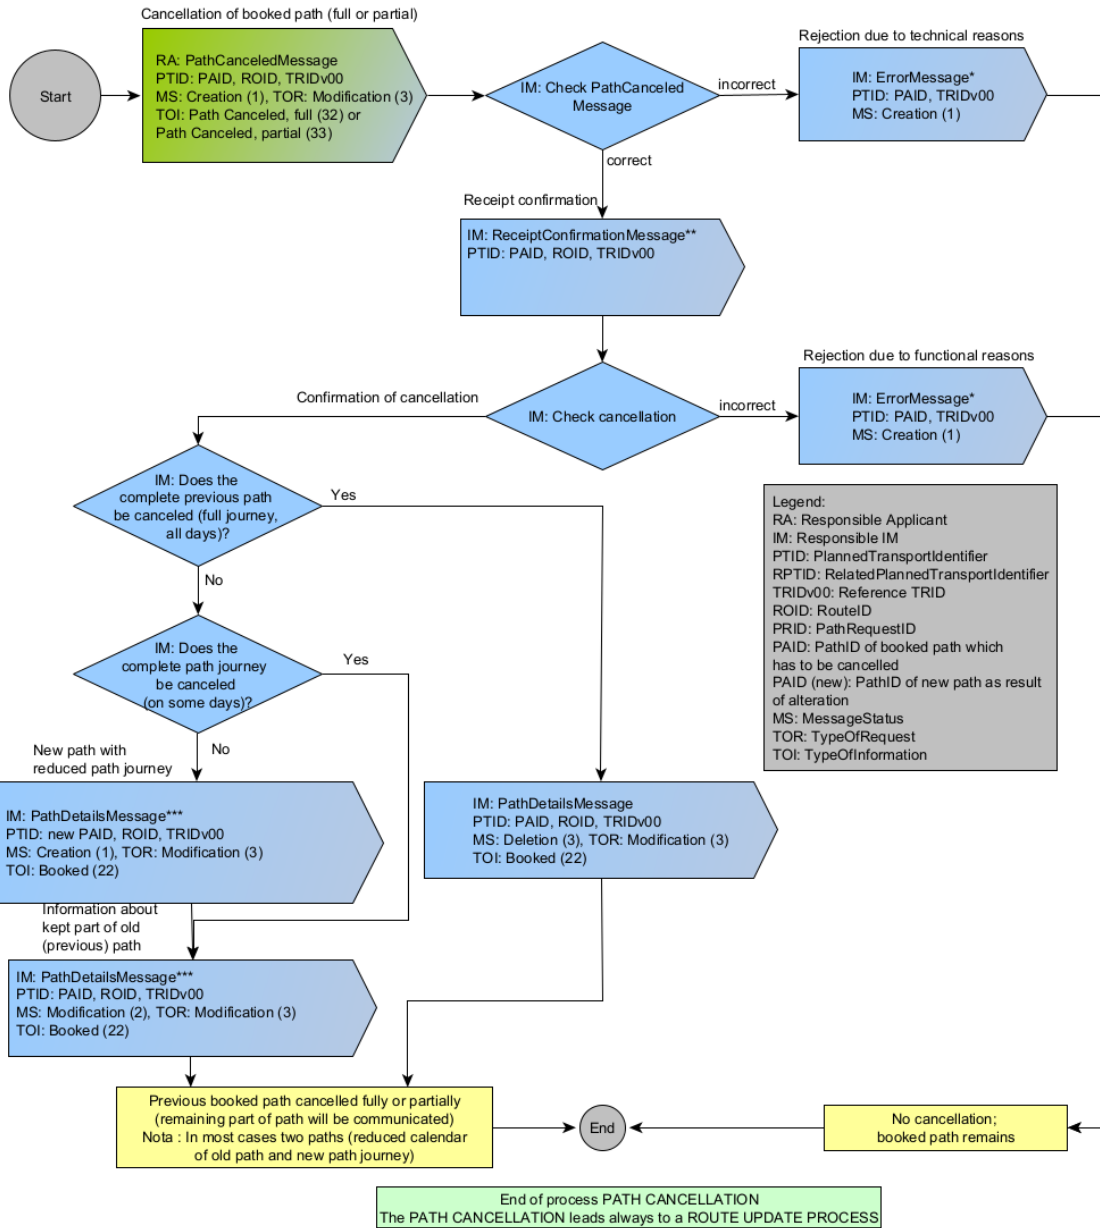 Cancellation of booked path (full or partial)
Start
RA: PathCanceledMessage
PTID: PAID, ROID, TRIDv00
MS: Creation (1), TOR: Modification (3)
TOI: Path Canceled, full (32) or
Path Canceled, partial (33)
IM: Check PathCanceled
Message
incorrect
correct
Rejection due to technical reasons
IM: ErrorMessage*
PTID: PAID, TRIDv00
MS: Creation (1)
Receipt confirmation
IM: ReceiptConfirmationMessage**
PTID: PAID, ROID, TRIDv00
IM: Check cancellation
incorrect
Confirmation of cancellation
Rejection due to functional reasons
IM: ErrorMessage*
PTID: PAID, TRIDv00
MS: Creation (1)
IM: Does the
complete previous path
be canceled (full journey,
all days)?
Yes
No
IM: Does the
complete path journey
be canceled
(on some days)?
Yes
No
Legend:
RA: Responsible Applicant
IM: Responsible IM
PTID: PlannedTransportIdentifier
RPTID: RelatedPlannedTransportIdentifier
TRIDv00: Reference TRID
ROID: RouteID
PRID: PathRequestID
PAID: PathID of booked path which
has to be cancelled
PAID (new): PathID of new path as result
of alteration
MS: MessageStatus
TOR: TypeOfRequest
TOI: TypeOfInformation
New path with
reduced path journey
IM: PathDetailsMessage***
PTID: new PAID, ROID, TRIDv00
MS: Creation (1), TOR: Modification (3)
TOI: Booked (22)
IM: PathDetailsMessage
PTID: PAID, ROID, TRIDv00
MS: Deletion (3), TOR: Modification (3)
TOI: Booked (22)
Information about
kept part of old
(previous) path
IM: PathDetailsMessage***
PTID: PAID, ROID, TRIDv00
MS: Modification (2), TOR: Modification (3)
TOI: Booked (22)
Previous booked path cancelled fully or partially
(remaining part of path will be communicated)
Nota : In most cases two paths (reduced calendar
of old path and new path journey)
End
No cancellation;
booked path remains
End of process PATH CANCELLATION
The PATH CANCELLATION leads always to a ROUTE UPDATE PROCESS